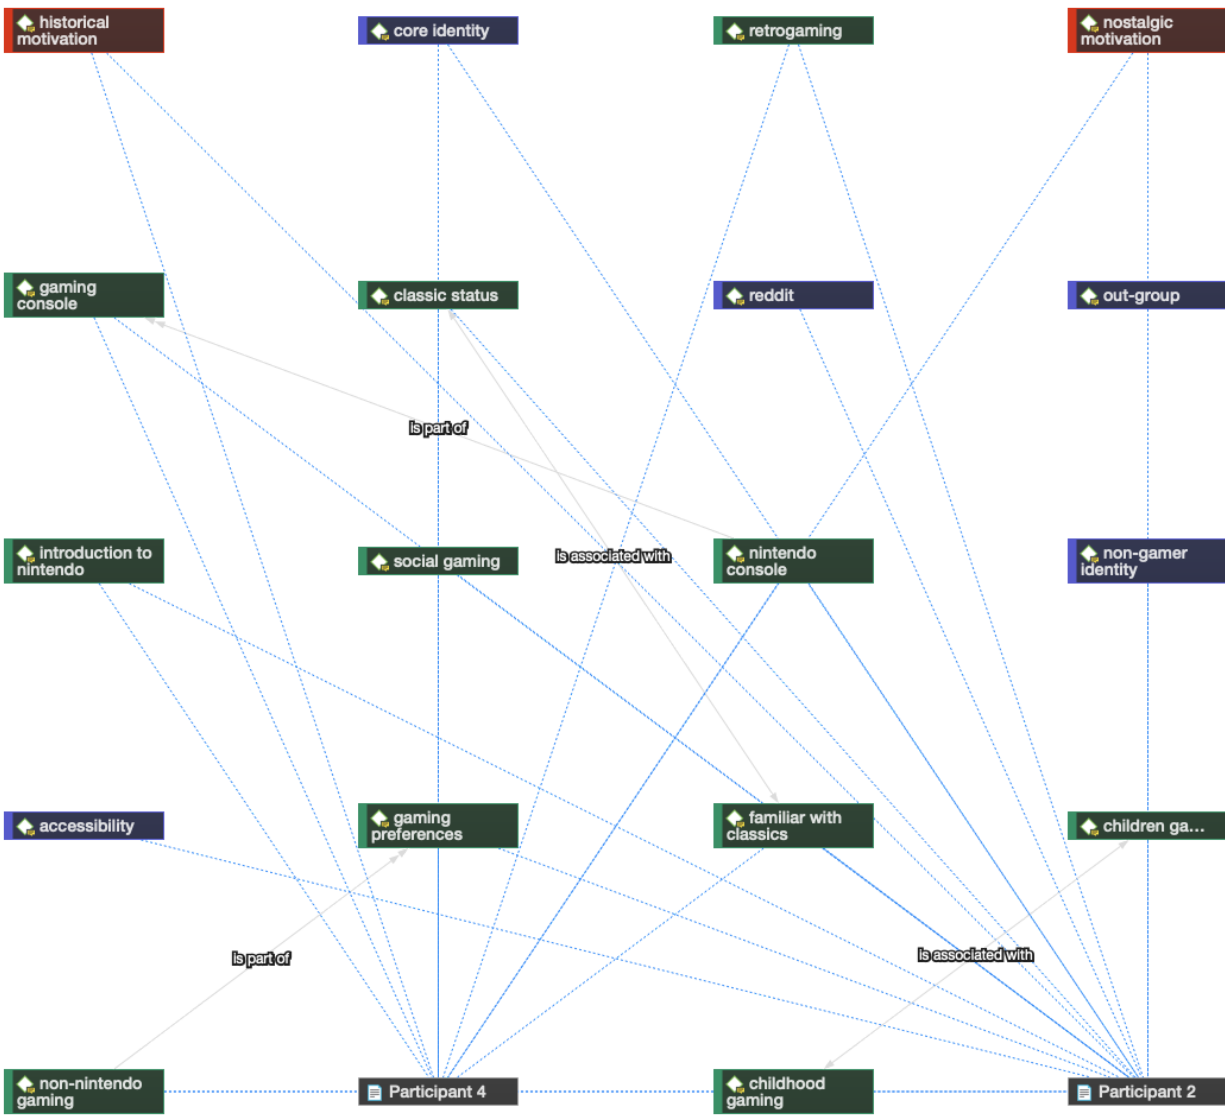 historical
motivation
core identity
retrogaming
nostalgic
motivation
gaming
console
classic status
reddit
out-group
is part of
introduction to
nintendo
social gaming
is associated with
nintendo
console
non-gamer
identity
accessibility
gaming
preferences
familiar with
classics
children ga...
is part of
is associated with
non-nintendo
gaming
Participant 4
childhood
gaming
Participant 2